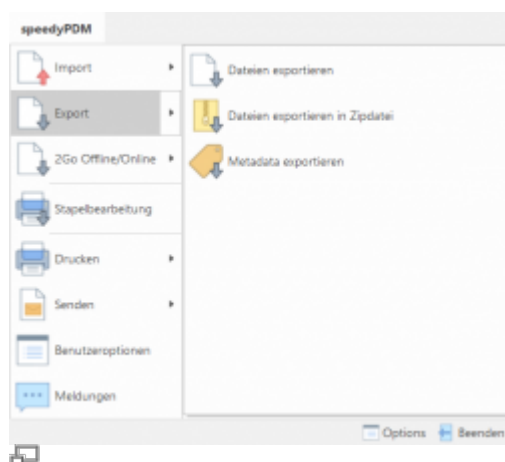 speedyPDM
Import
Export
2Go Offline/Online
Stapelbearbeitung
Drucken
Senden
Benutzeroptionen
Meldungen
Dateien exportieren
Dateien exportieren in Zipdatei
Metadata exportieren
Options
Beenden